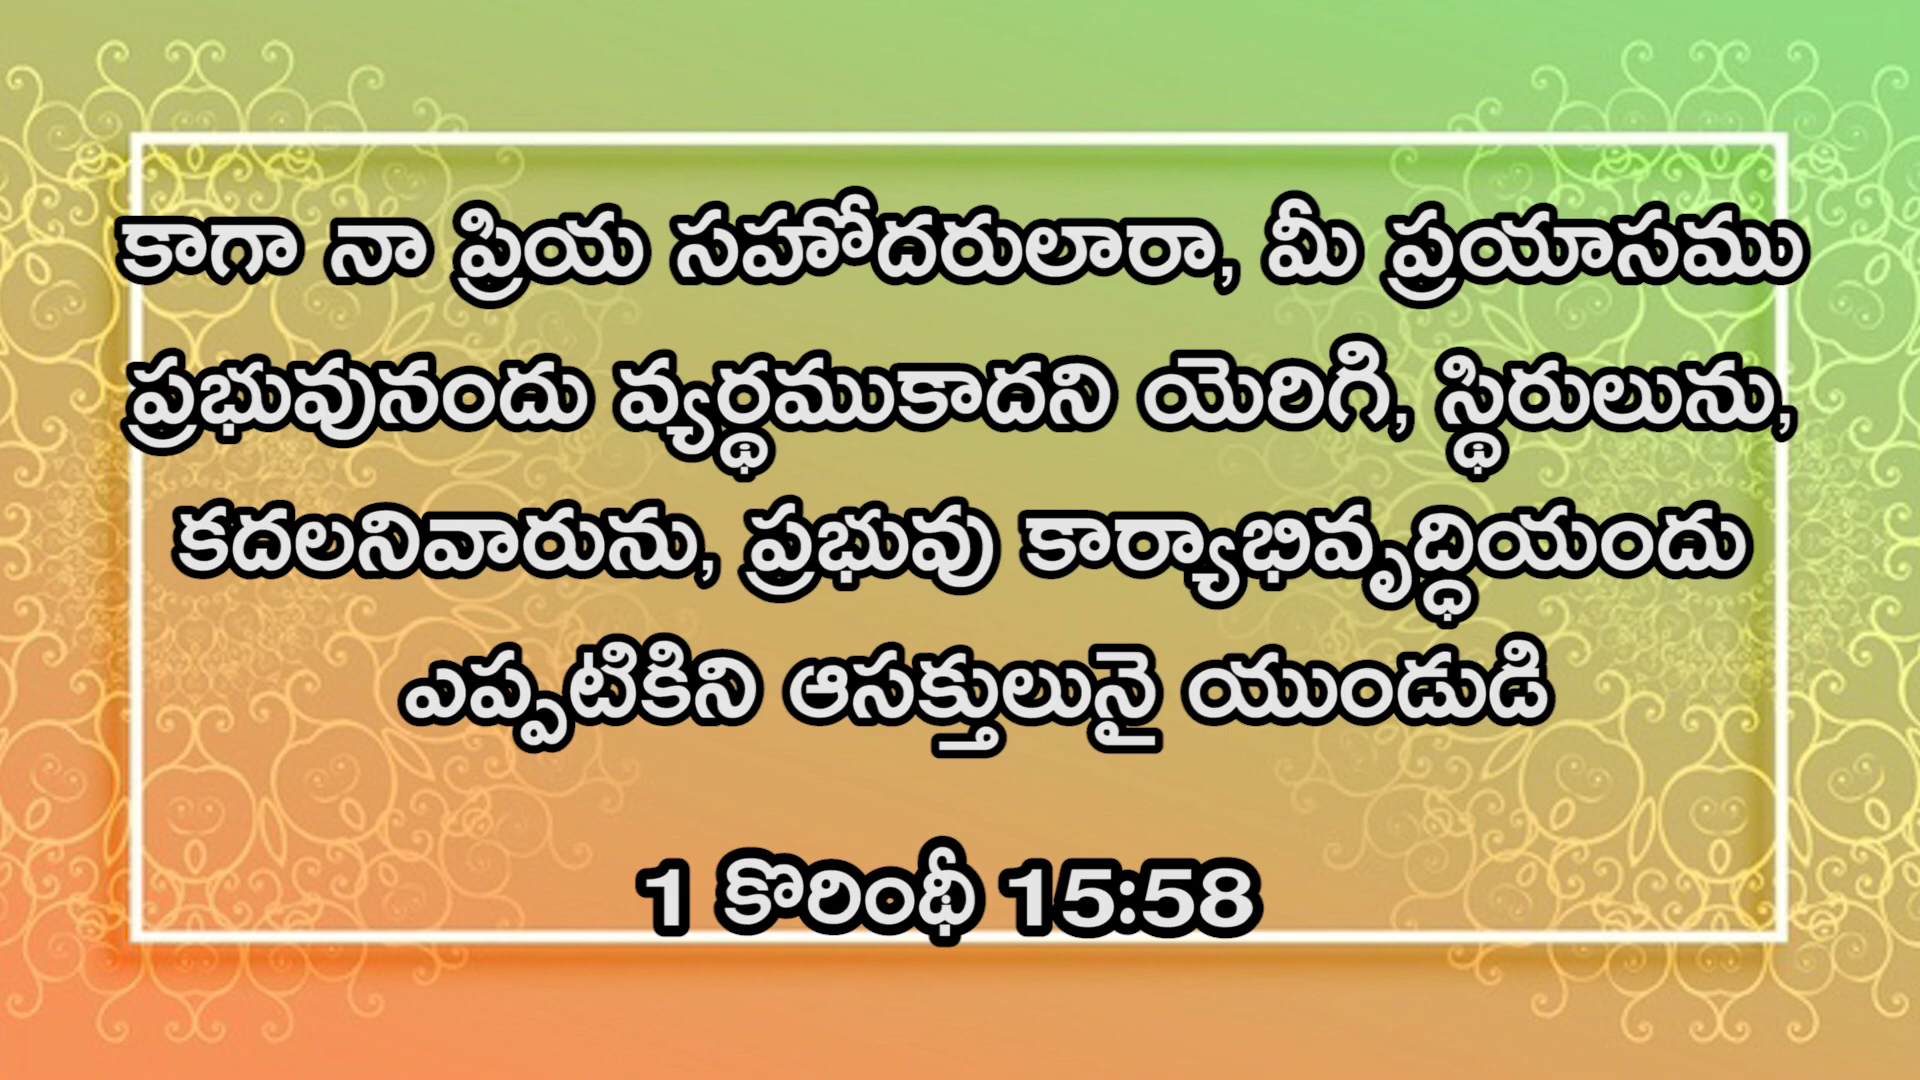 కాగా నా ప్రియ సహోదరులారా, మీ ప్రయాసము
ప్రభువునందు వ్యర్థముకాదని యెరిగి, స్థిరులును,
కదలనివారును, ప్రభువు కార్యాభివృద్ధియందు
ఎప్పటికిని ఆసక్తులునై యుండుడి
1 కొరింథీ 15:58